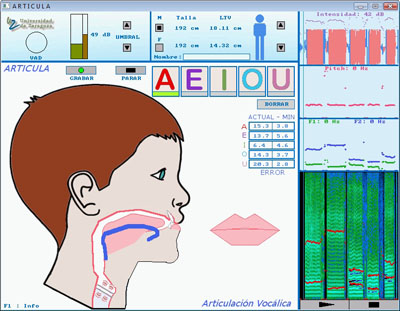 ARTICULA
Universidad de Zaragoza
VAD
49 dB
UMBRAL
M Talla LTV
192 cm 18.11 cm
F
192 cm 14.32 cm
Nombre:
Intensidad: 42 dB
ARTICULA
GRABAR PARAR
A E I O U
BORRAR
Pitch: 0 Hz
ACTUAL - MIN
A 15.3 3.8
E 13.7 5.6
I 6.4 4.6
O 14.3 3.7
U 20.3 2.8
ERROR
F1: 0 Hz F2: 0 Hz
F1 : Info
Articulación Vocálica